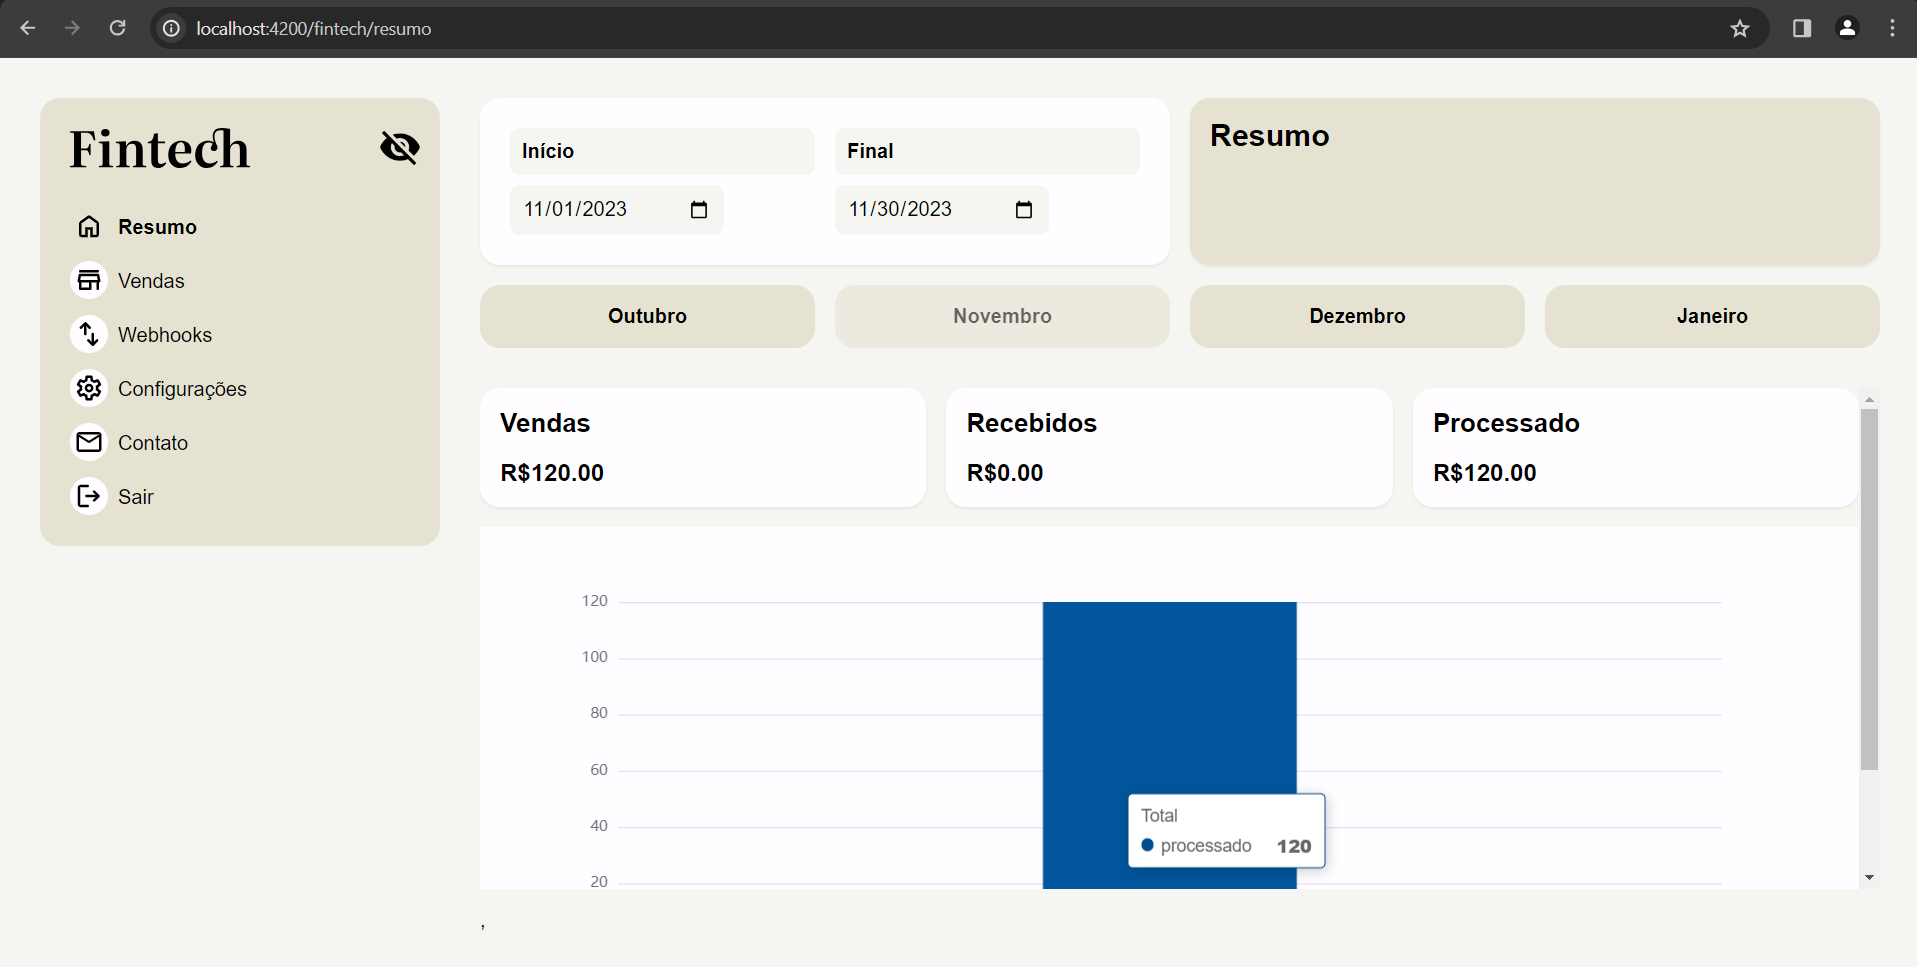 localhost:4200/fintech/resumo
Fintech
Resumo
Vendas
Webhooks
Configurações
Contato
Sair
Início
Final
11/01/2023
11/30/2023
Resumo
Outubro
Novembro
Dezembro
Janeiro
Vendas
R$120.00
Recebidos
R$0.00
Processado
R$120.00
120
100
80
60
40
20
Total
processado 120
,